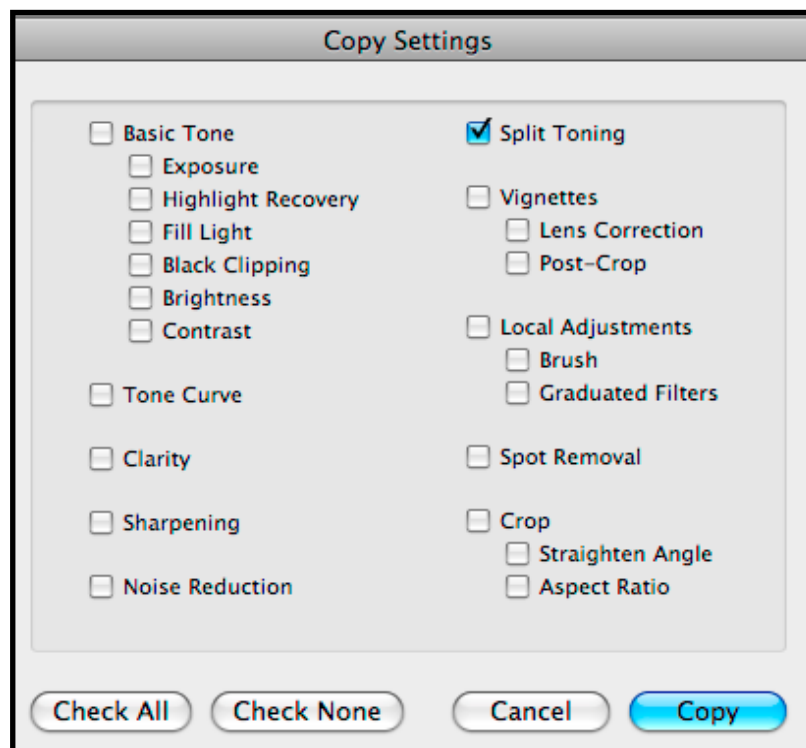 Copy Settings
Basic Tone
Exposure
Highlight Recovery
Fill Light
Black Clipping
Brightness
Contrast
Tone Curve
Clarity
Sharpening
Noise Reduction
Split Toning
Vignettes
Lens Correction
Post-Crop
Local Adjustments
Brush
Graduated Filters
Spot Removal
Crop
Straighten Angle
Aspect Ratio
Check All
Check None
Cancel
Copy